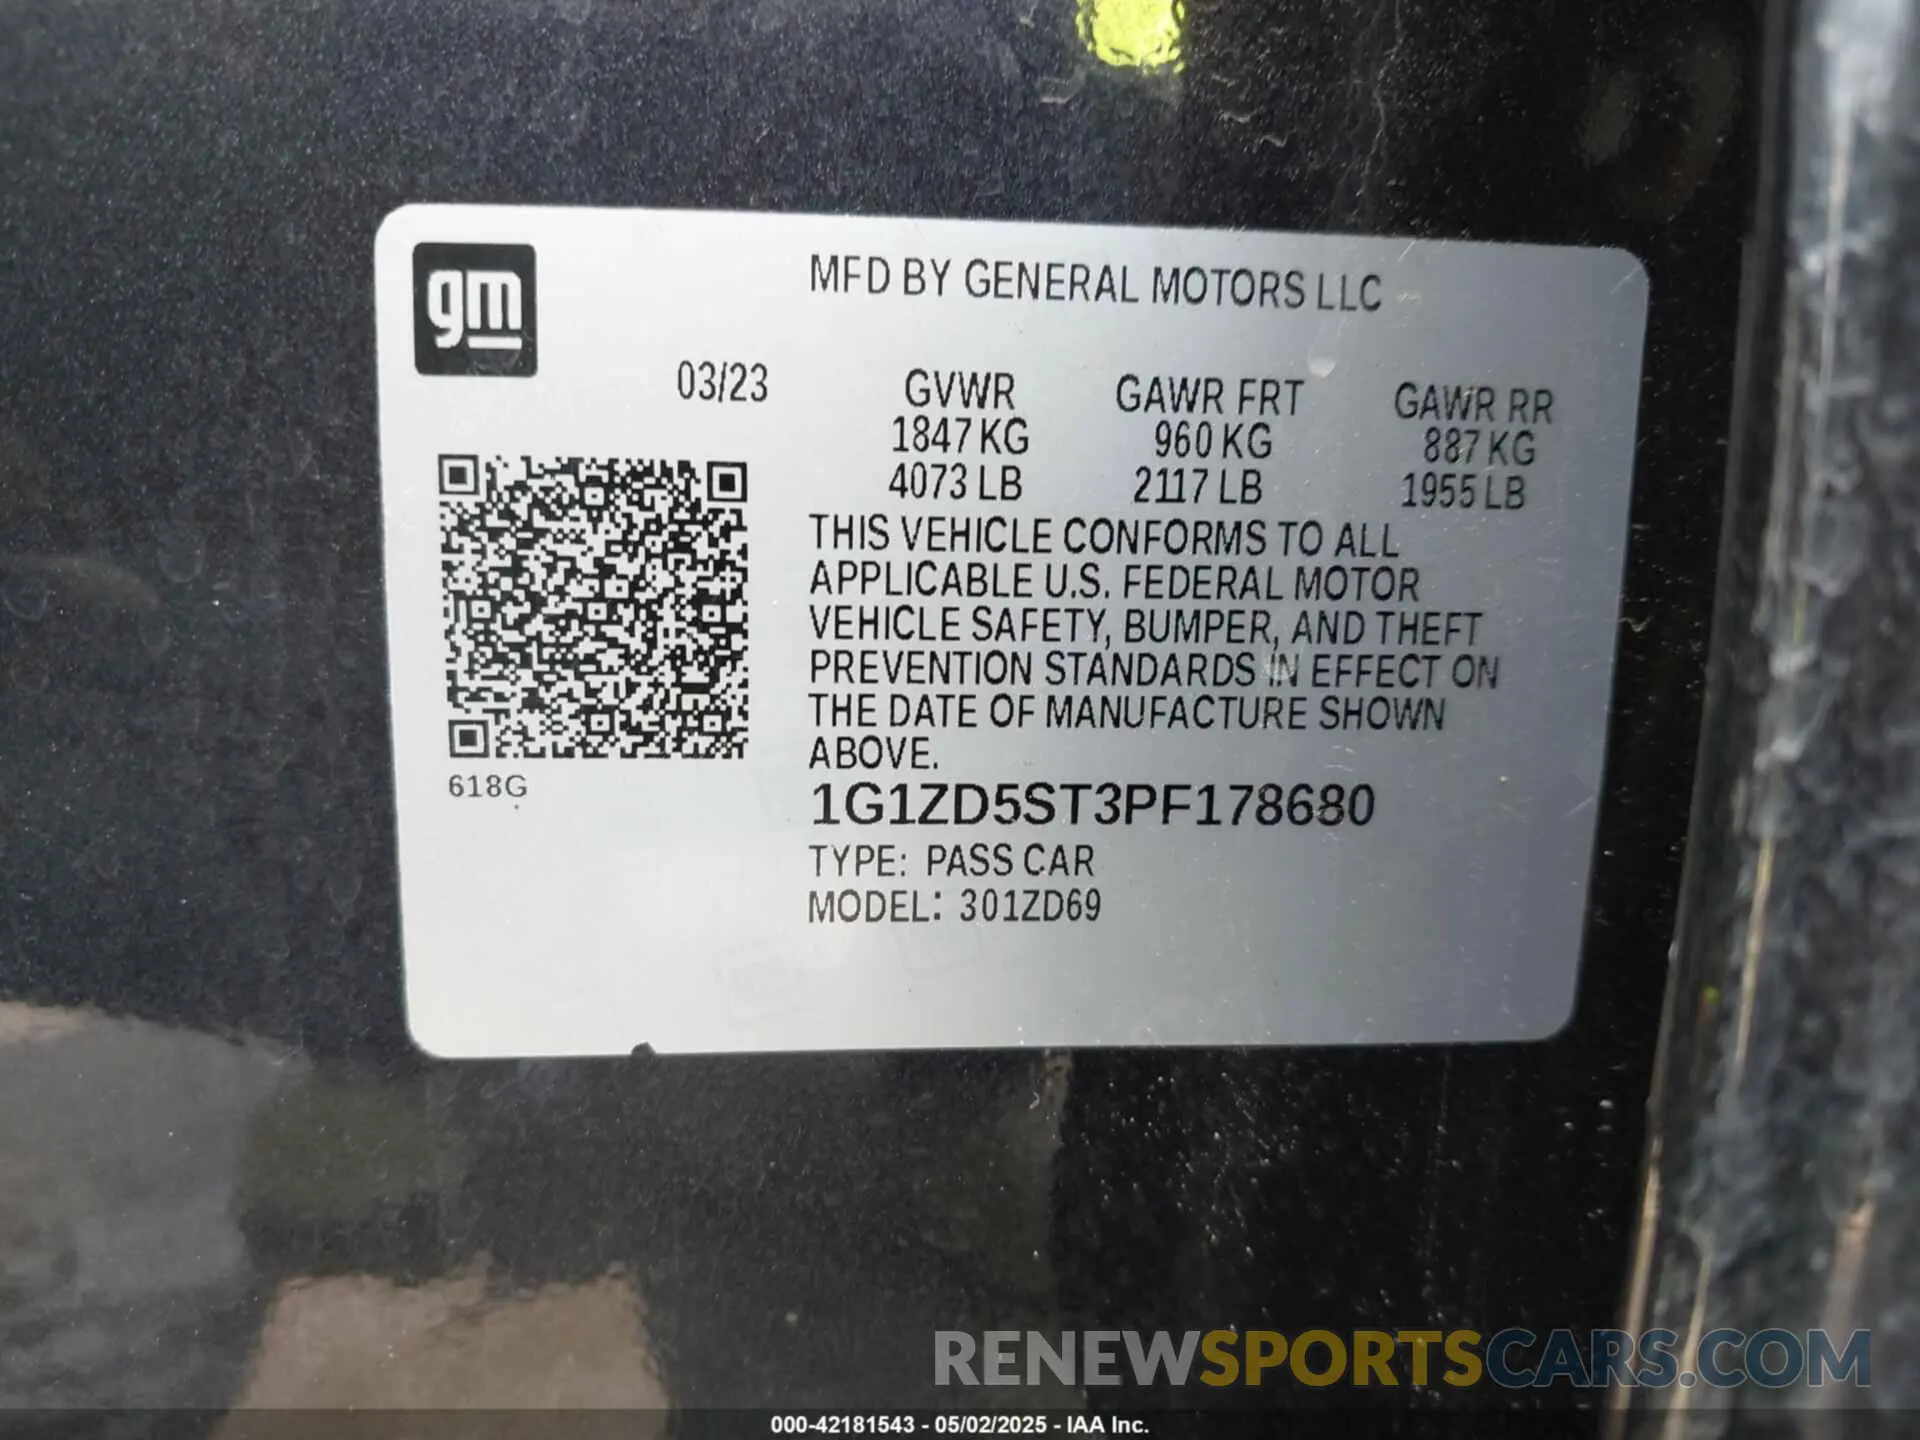 gm
MFD BY GENERAL MOTORS LLC
03/23 GVWR GAWR FRT GAWR RR
1847 KG 960 KG 887 KG
4073 LB 2117 LB 1955 LB
THIS VEHICLE CONFORMS TO ALL
APPLICABLE U.S. FEDERAL MOTOR
VEHICLE SAFETY, BUMPER, AND THEFT
PREVENTION STANDARDS IN EFFECT ON
THE DATE OF MANUFACTURE SHOWN
ABOVE.
618G
1G1ZD5ST3PF178680
TYPE: PASS CAR
MODEL: 301ZD69
RENEWSPORTSCARS.COM
000-42181543 - 05/02/2025 - IAA Inc.